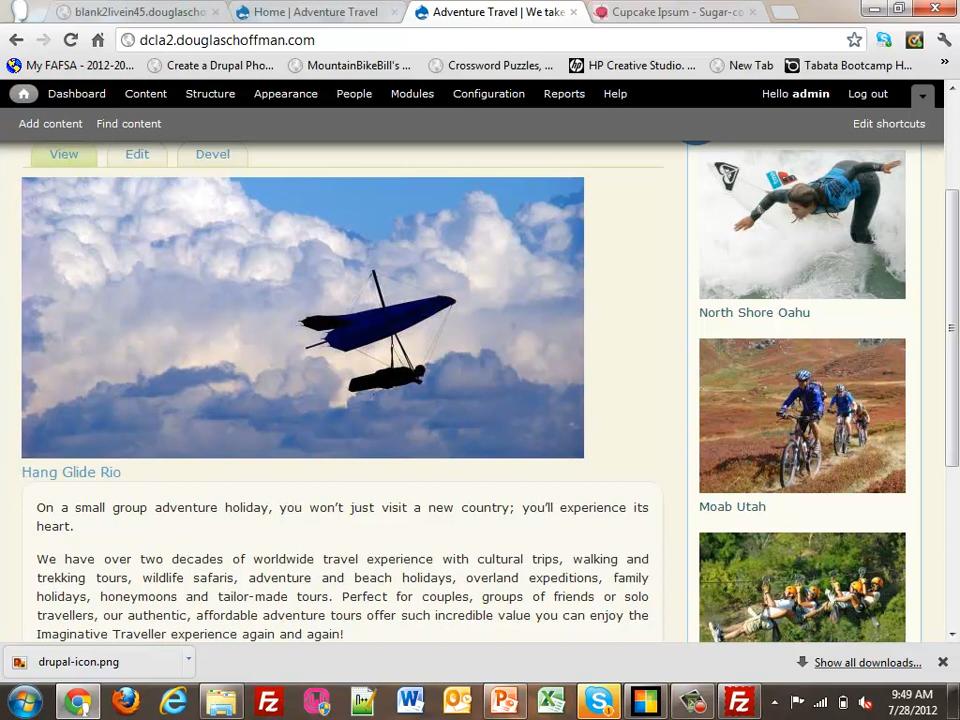 blank2livein45.douglascho
Home | Adventure Travel
Adventure Travel | We take
Cupcake Ipsum - Sugar-co
dcla2.douglaschoffman.com
My FAFSA - 2012-20...
Create a Drupal Pho...
MountainBikeBill's ...
Crossword Puzzles, ...
HP Creative Studio. ...
New Tab
Tabata Bootcamp H...
Dashboard Content Structure Appearance People Modules Configuration Reports Help Hello admin Log out
Add content Find content Edit shortcuts
View Edit Devel
North Shore Oahu
Moab Utah
Hang Glide Rio
On a small group adventure holiday, you won't just visit a new country; you'll experience its
heart.
We have over two decades of worldwide travel experience with cultural trips, walking and
trekking tours, wildlife safaris, adventure and beach holidays, overland expeditions, family
holidays, honeymoons and tailor-made tours. Perfect for couples, groups of friends or solo
travellers, our authentic, affordable adventure tours offer such incredible value you can enjoy the
Imaginative Traveller experience again and again!
drupal-icon.png
Show all downloads...
9:49 AM
7/28/2012